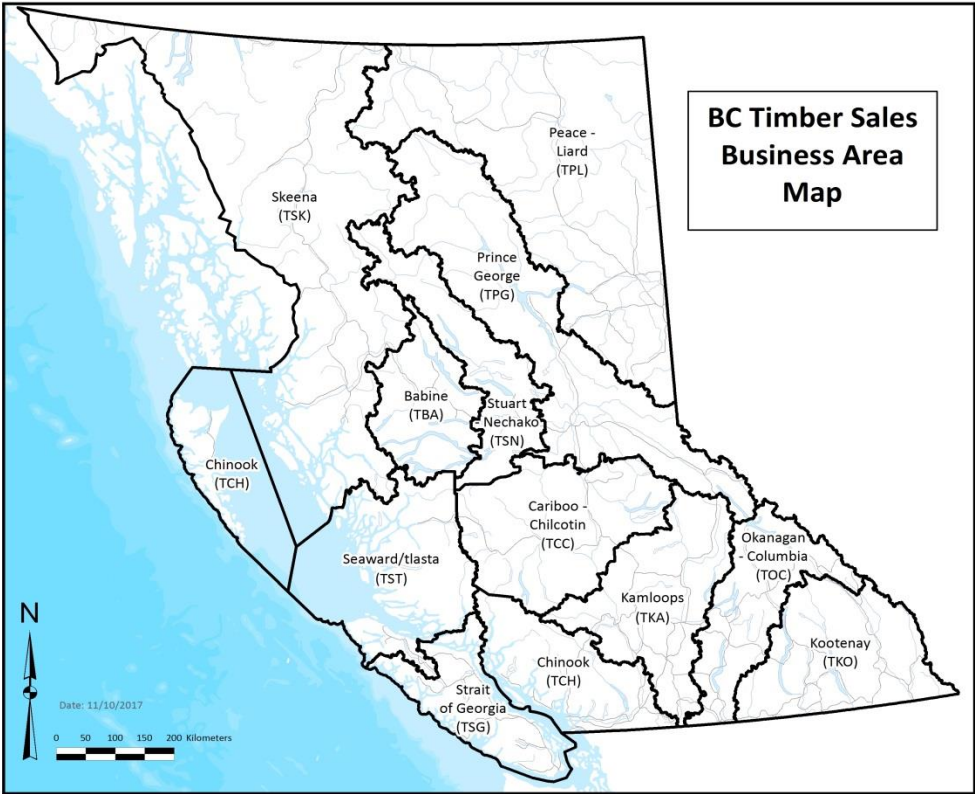 BC Timber Sales
Business Area
Map
Peace -
Liard
(TPL)
Skeena
(TSK)
Prince
George
(TPG)
Babine
(TBA)
Stuart
- Nechako
(TSN)
Chinook
(TCH)
Cariboo -
Chilcotin
(TCC)
Okanagan
- Columbia
(TOC)
Seaward/tlasta
(TST)
Kamloops
(TKA)
Kootenay
(TKO)
Chinook
(TCH)
Strait
of Georgia
(TSG)
N
Date: 11/10/2017
0 50 100 150 200 Kilometers